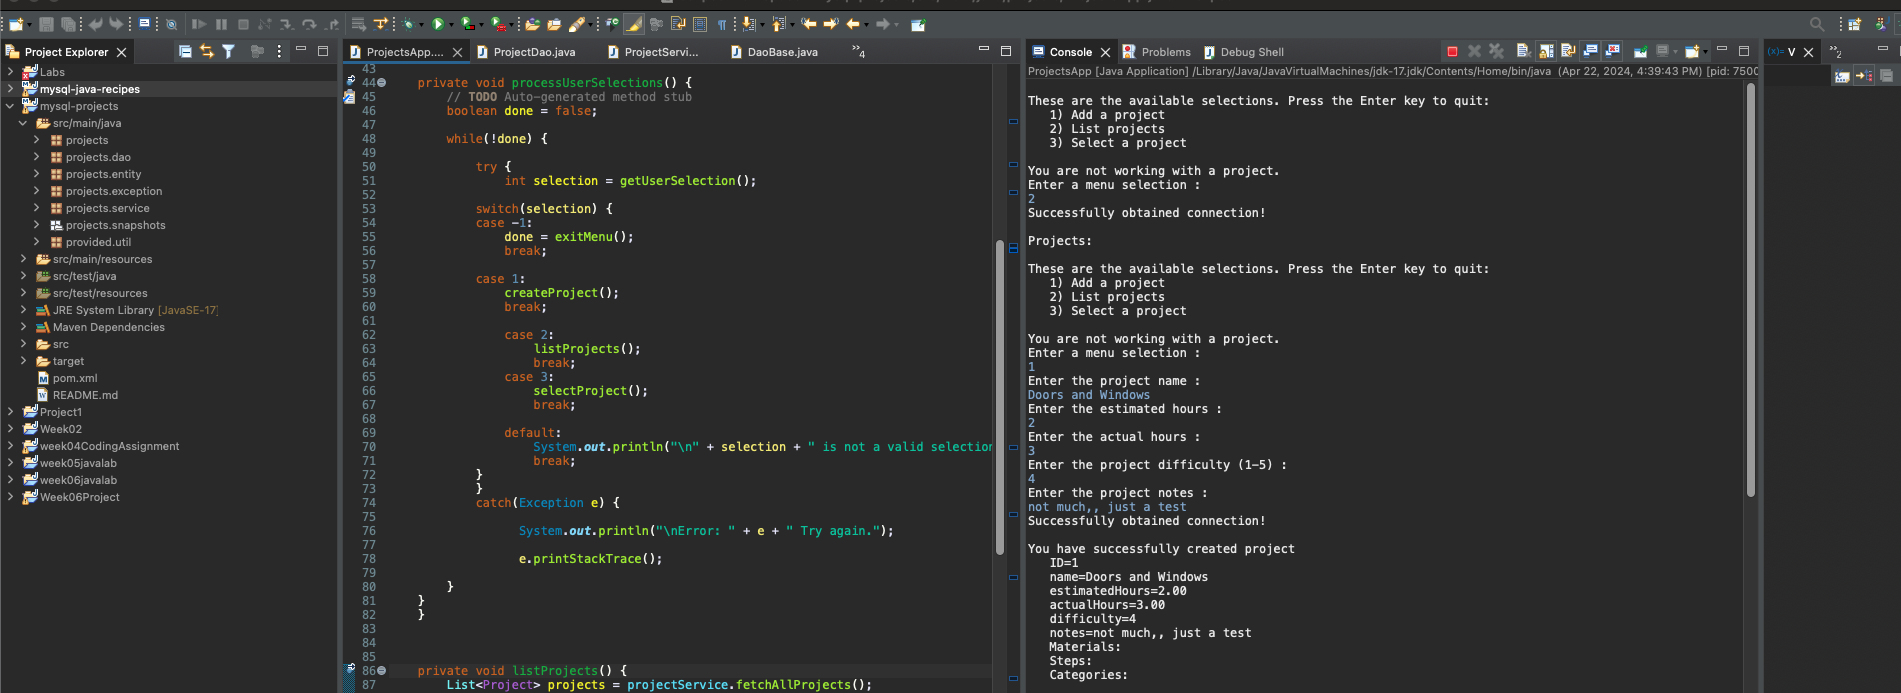 Project Explorer
Labs
mysql-java-recipes
mysql-projects
src/main/java
projects
projects.dao
projects.entity
projects.exception
projects.service
projects.snapshots
provided.util
src/main/resources
src/test/java
src/test/resources
JRE System Library [JavaSE-17]
Maven Dependencies
src
target
pom.xml
README.md
Project1
Week02
week04CodingAssignment
week05javalab
week06javalab
Week06Project
ProjectsApp.... ProjectDao.java ProjectServi... DaoBase.java »4
43
44 private void processUserSelections() {
45 // TODO Auto-generated method stub
46 boolean done = false;
47
48 while(!done) {
49
50 try {
51 int selection = getUserSelection();
52
53 switch(selection) {
54 case -1:
55 done = exitMenu();
56 break;
57
58 case 1:
59 createProject();
60 break;
61
62 case 2:
63 listProjects();
64 break;
65 case 3:
66 selectProject();
67 break;
68
69 default:
70 System.out.println("\n" + selection + " is not a valid selection
71 break;
72 }
73 }
74 catch(Exception e) {
75
76 System.out.println("\nError: " + e + " Try again.");
77
78 e.printStackTrace();
79
80 }
81 }
82 }
83
84
85
86 private void listProjects() {
87 List<Project> projects = projectService.fetchAllProjects();
Console Problems Debug Shell
ProjectsApp [Java Application] /Library/Java/JavaVirtualMachines/jdk-17.jdk/Contents/Home/bin/java (Apr 22, 2024, 4:39:43 PM) [pid: 7500
These are the available selections. Press the Enter key to quit:
1) Add a project
2) List projects
3) Select a project
You are not working with a project.
Enter a menu selection :
2
Successfully obtained connection!
Projects:
These are the available selections. Press the Enter key to quit:
1) Add a project
2) List projects
3) Select a project
You are not working with a project.
Enter a menu selection :
1
Enter the project name :
Doors and Windows
Enter the estimated hours :
2
Enter the actual hours :
3
Enter the project difficulty (1-5) :
4
Enter the project notes :
not much,, just a test
Successfully obtained connection!
You have successfully created project
ID=1
name=Doors and Windows
estimatedHours=2.00
actualHours=3.00
difficulty=4
notes=not much,, just a test
Materials:
Steps:
Categories:
(x)= V »2